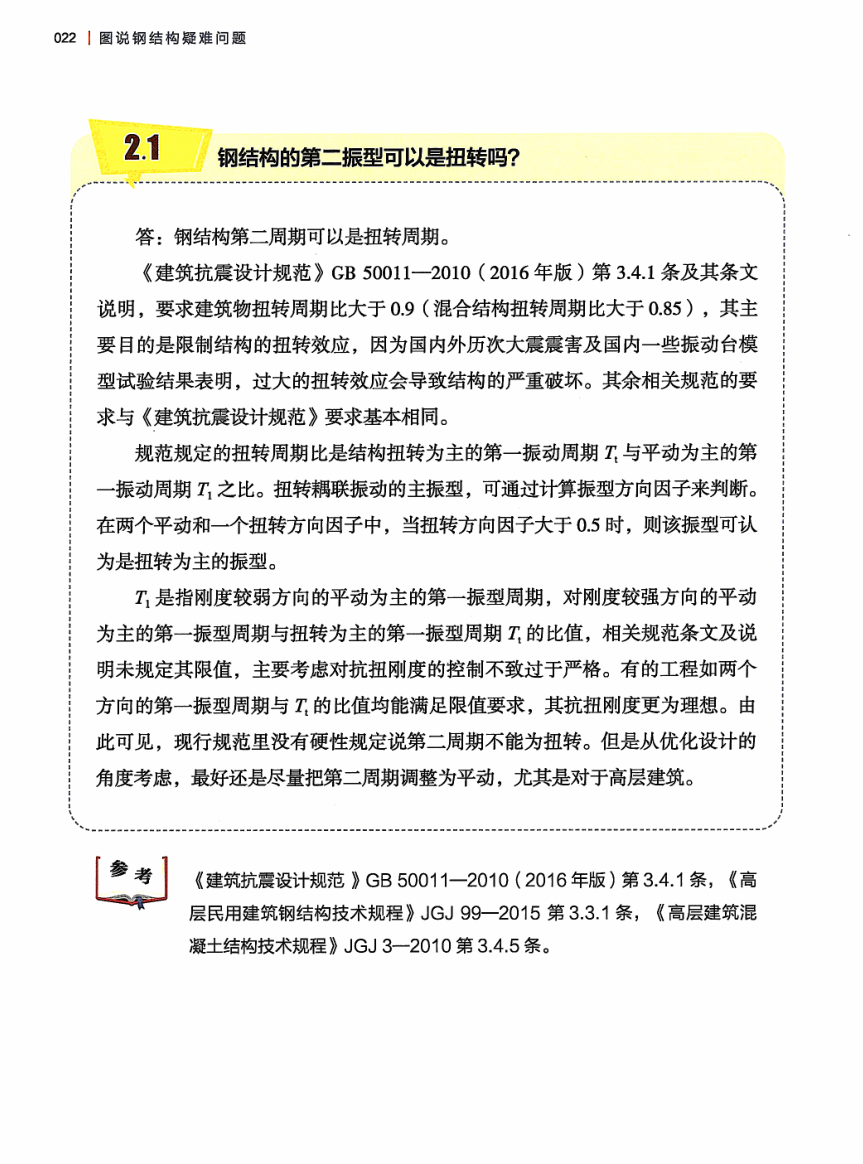 022 | 图说钢结构疑难问题
2.1
钢结构的第二振型可以是扭转吗?
答：钢结构第二周期可以是扭转周期。
《建筑抗震设计规范》GB 50011—2010（2016 年版）第 3.4.1 条及其条文
说明，要求建筑物扭转周期比大于 0.9（混合结构扭转周期比大于 0.85），其主
要目的是限制结构的扭转效应，因为国内外历次大震震害及国内一些振动台模
型试验结果表明，过大的扭转效应会导致结构的严重破坏。其余相关规范的要
求与《建筑抗震设计规范》要求基本相同。
规范规定的扭转周期比是结构扭转为主的第一振动周期 Tt 与平动为主的第
一振动周期 T1 之比。扭转耦联振动的主振型，可通过计算振型方向因子来判断。
在两个平动和一个扭转方向因子中，当扭转方向因子大于 0.5 时，则该振型可认
为是扭转为主的振型。
T1 是指刚度较弱方向的平动为主的第一振型周期，对刚度较强方向的平动
为主的第一振型周期与扭转为主的第一振型周期 Tt 的比值，相关规范条文及说
明未规定其限值，主要考虑对抗扭刚度的控制不致过于严格。有的工程如两个
方向的第一振型周期与 Tt 的比值均能满足限值要求，其抗扭刚度更为理想。由
此可见，现行规范里没有硬性规定说第二周期不能为扭转。但是从优化设计的
角度考虑，最好还是尽量把第二周期调整为平动，尤其是对于高层建筑。
参考
《建筑抗震设计规范 》GB 50011—2010（2016 年版）第 3.4.1 条，《高
层民用建筑钢结构技术规程》JGJ 99—2015 第 3.3.1 条，《高层建筑混
凝土结构技术规程》JGJ 3—2010 第 3.4.5 条。